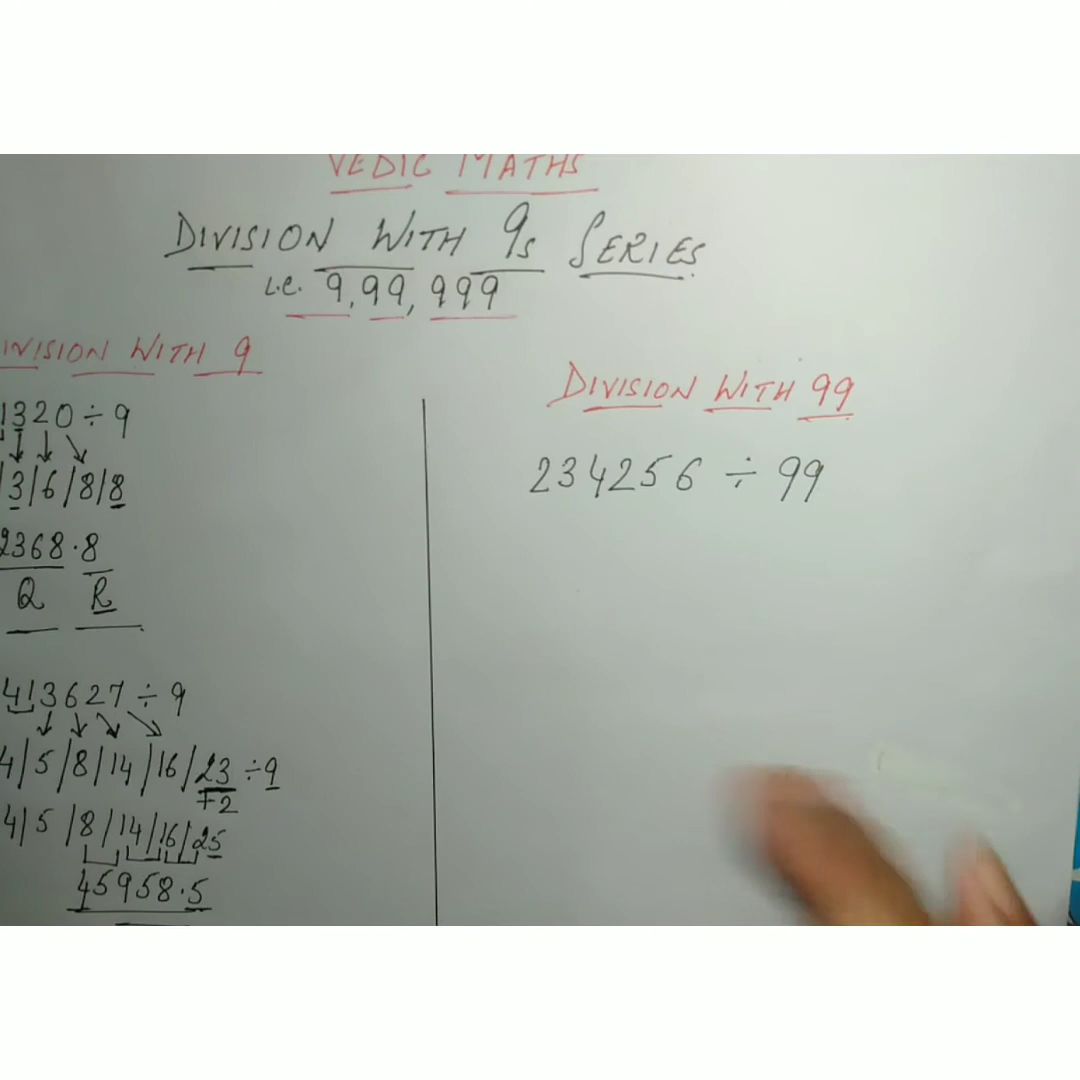 VEDIC MATHS
DIVISION WITH 9s SERIES
i.e. 9, 99, 999
IVISION WITH 9
1320 ÷ 9
3/6/8/8
2368.8
Q R
413627 ÷ 9
4/5/8/14/16/23 ÷ 9
+2
4/5/8/14/16/25
45958.5
DIVISION WITH 99
234256 ÷ 99